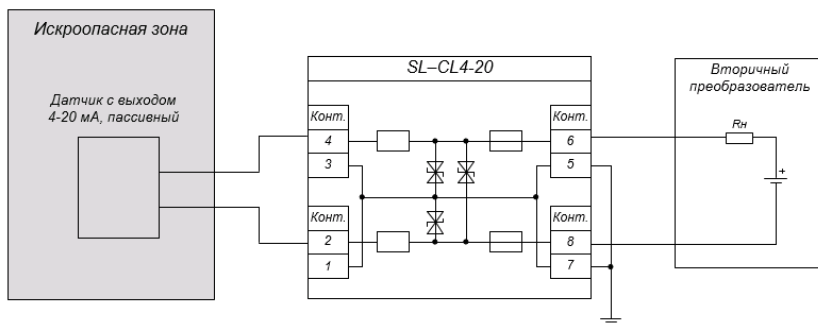 Искроопасная зона
Датчик с выходом
4-20 мА, пассивный
SL–CL4-20
Конт.
4
3
Конт.
2
1
Конт.
6
5
Конт.
8
7
Вторичный
преобразователь
Rн
+